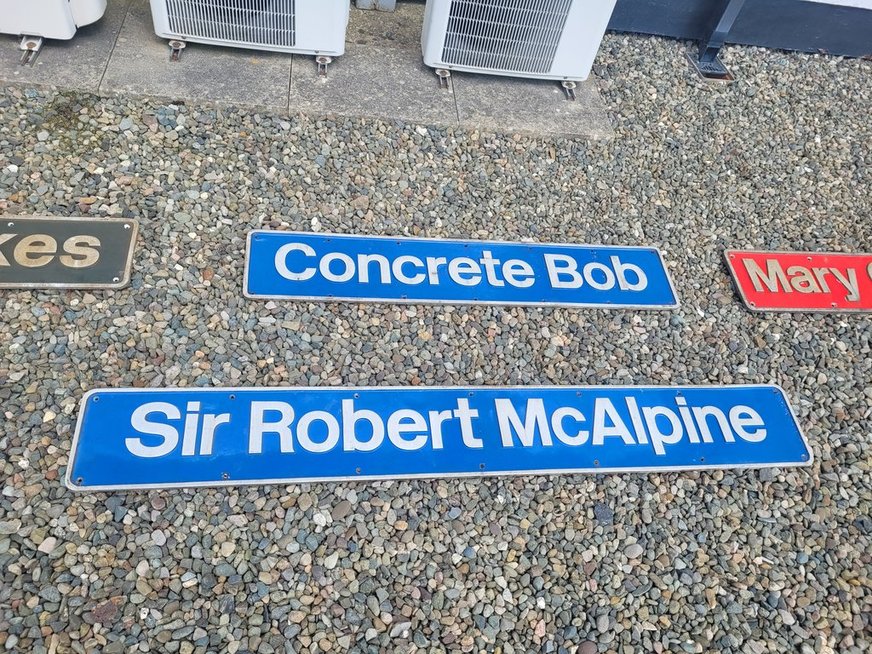 kes
Concrete Bob
Mary
Sir Robert McAlpine